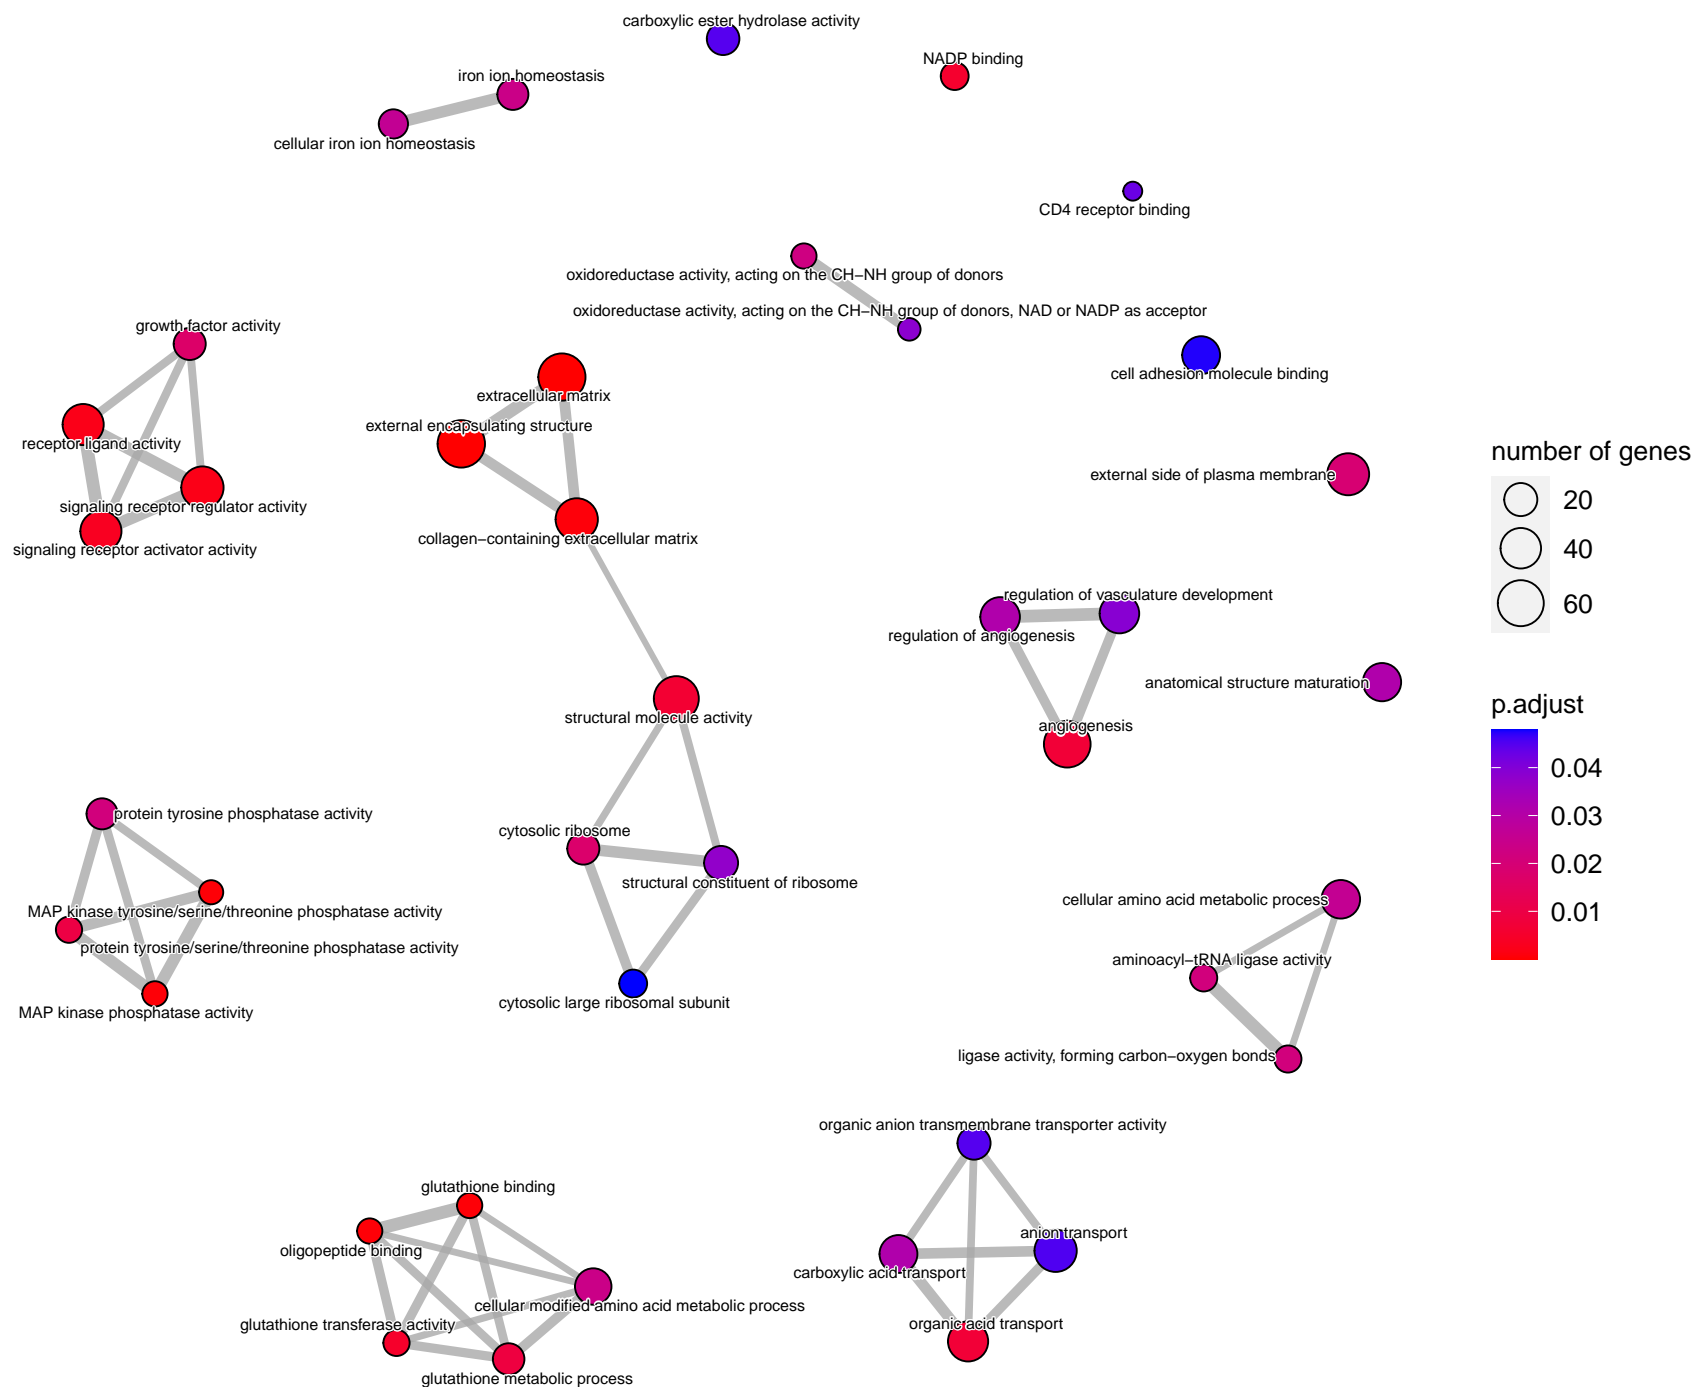 carboxylic ester hydrolase activity
NADP binding
iron ion homeostasis
cellular iron ion homeostasis
CD4 receptor binding
oxidoreductase activity, acting on the CH−NH group of donors
oxidoreductase activity, acting on the CH−NH group of donors, NAD or NADP as acceptor
growth factor activity
cell adhesion molecule binding
extracellular matrix
external encapsulating structure
receptor ligand activity
external side of plasma membrane
signaling receptor regulator activity
signaling receptor activator activity
collagen−containing extracellular matrix
regulation of vasculature development
regulation of angiogenesis
anatomical structure maturation
structural molecule activity
angiogenesis
protein tyrosine phosphatase activity
cytosolic ribosome
structural constituent of ribosome
MAP kinase tyrosine/serine/threonine phosphatase activity
protein tyrosine/serine/threonine phosphatase activity
MAP kinase phosphatase activity
cytosolic large ribosomal subunit
cellular amino acid metabolic process
aminoacyl−tRNA ligase activity
ligase activity, forming carbon−oxygen bonds
organic anion transmembrane transporter activity
glutathione binding
oligopeptide binding
anion transport
carboxylic acid transport
cellular modified amino acid metabolic process
glutathione transferase activity
organic acid transport
glutathione metabolic process
number of genes
20
40
60
p.adjust
0.04
0.03
0.02
0.01